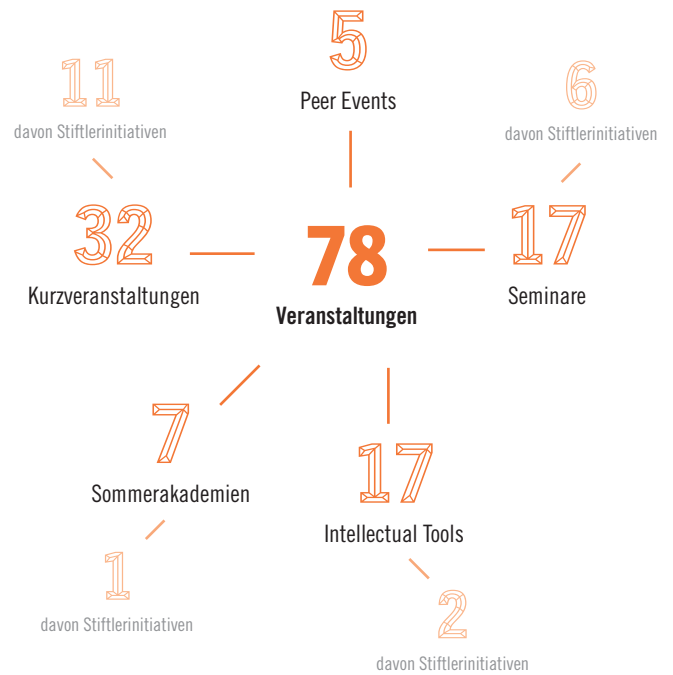 5
Peer Events
11
davon Stiftlerinitiativen
6
davon Stiftlerinitiativen
32
Kurzveranstaltungen
78
Veranstaltungen
17
Seminare
7
Sommerakademien
17
Intellectual Tools
1
davon Stiftlerinitiativen
2
davon Stiftlerinitiativen